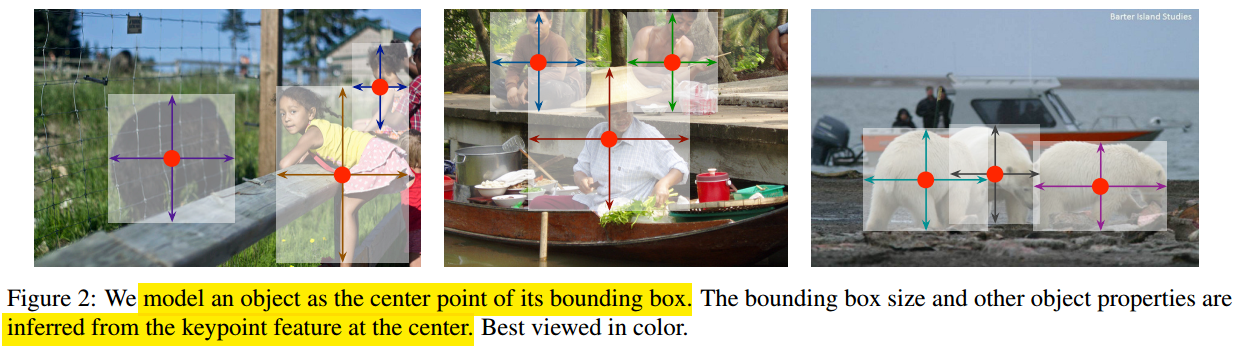 Barter Island Studies
Figure 2: We model an object as the center point of its bounding box. The bounding box size and other object properties are
inferred from the keypoint feature at the center. Best viewed in color.